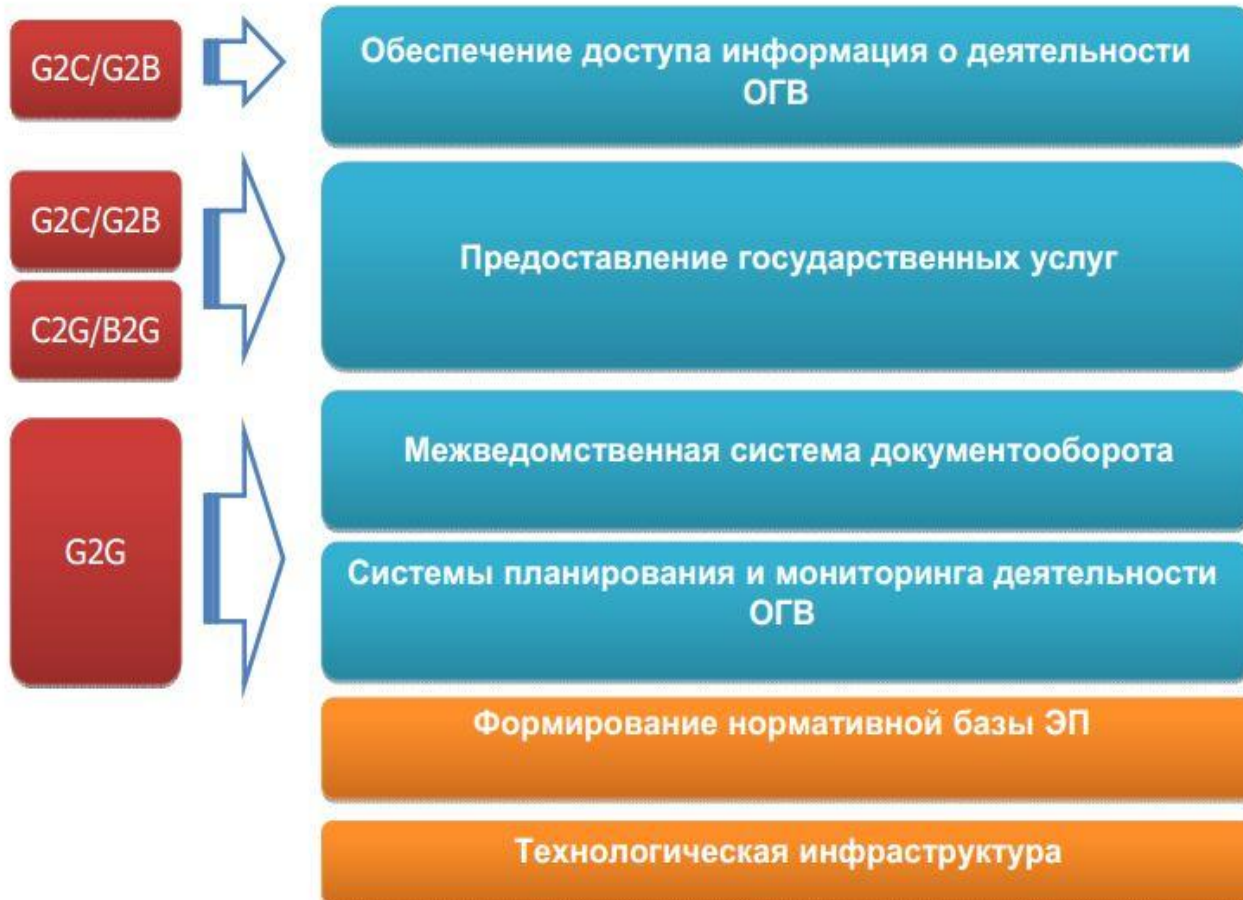 G2C/G2B
Обеспечение доступа информация о деятельности
ОГВ
G2C/G2B
C2G/B2G
Предоставление государственных услуг
G2G
Межведомственная система документооборота
Системы планирования и мониторинга деятельности
ОГВ
Формирование нормативной базы ЭП
Технологическая инфраструктура